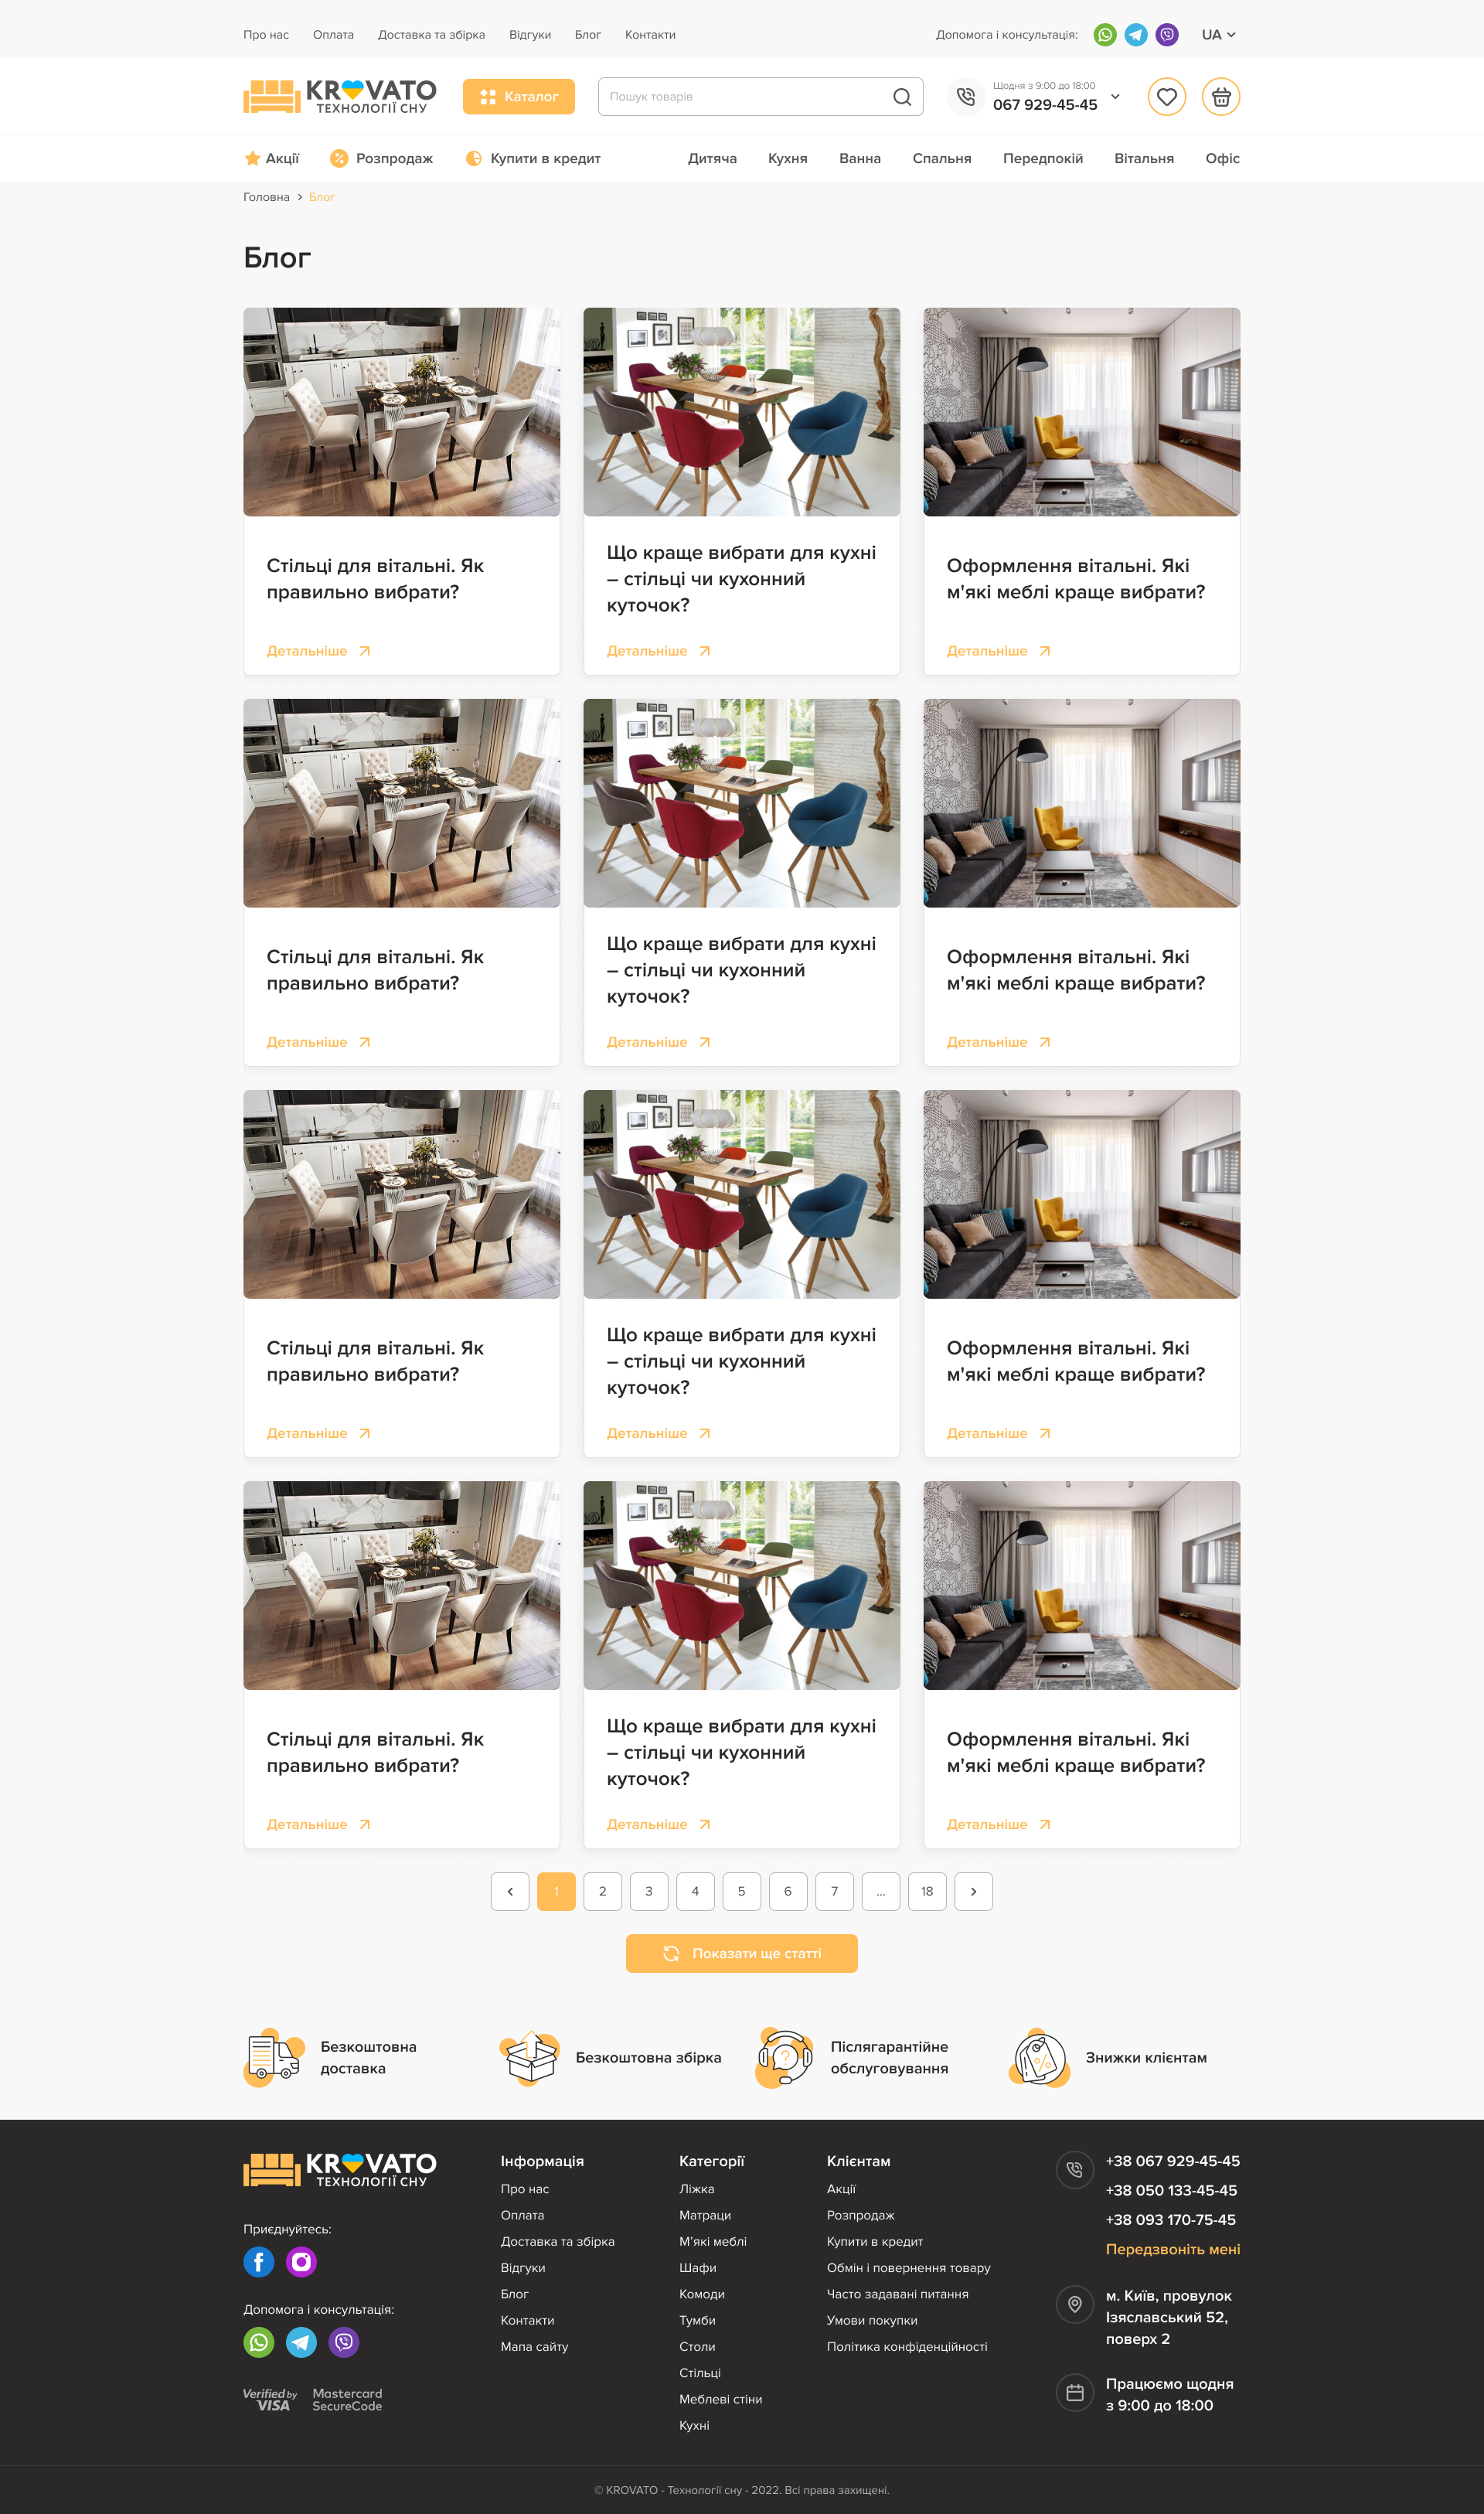 Про нас Оплата Доставка та збірка Відгуки Блог Контакти Допомога і консультація: UA
KROVATO
ТЕХНОЛОГІЇ СНУ
Каталог
Пошук товарів
Щодня з 9:00 до 18:00
067 929-45-45
Акції Розпродаж Купити в кредит Дитяча Кухня Ванна Спальня Передпокій Вітальня Офіс
Головна Блог
Блог
Стільці для вітальні. Як
правильно вибрати?
Детальніше
Що краще вибрати для кухні
– стільці чи кухонний
куточок?
Детальніше
Оформлення вітальні. Які
м'які меблі краще вибрати?
Детальніше
Стільці для вітальні. Як
правильно вибрати?
Детальніше
Що краще вибрати для кухні
– стільці чи кухонний
куточок?
Детальніше
Оформлення вітальні. Які
м'які меблі краще вибрати?
Детальніше
Стільці для вітальні. Як
правильно вибрати?
Детальніше
Що краще вибрати для кухні
– стільці чи кухонний
куточок?
Детальніше
Оформлення вітальні. Які
м'які меблі краще вибрати?
Детальніше
Стільці для вітальні. Як
правильно вибрати?
Детальніше
Що краще вибрати для кухні
– стільці чи кухонний
куточок?
Детальніше
Оформлення вітальні. Які
м'які меблі краще вибрати?
Детальніше
1 2 3 4 5 6 7 ... 18
Показати ще статті
Безкоштовна
доставка
Безкоштовна збірка
Післягарантійне
обслуговування
Знижки клієнтам
KROVATO
ТЕХНОЛОГІЇ СНУ
Приєднуйтесь:
Допомога і консультація:
Verified by
VISA
Mastercard
SecureCode
Інформація
Про нас
Оплата
Доставка та збірка
Відгуки
Блог
Контакти
Мапа сайту
Категорії
Ліжка
Матраци
М’які меблі
Шафи
Комоди
Тумби
Столи
Стільці
Меблеві стіни
Кухні
Клієнтам
Акції
Розпродаж
Купити в кредит
Обмін і повернення товару
Часто задавані питання
Умови покупки
Політика конфіденційності
+38 067 929-45-45
+38 050 133-45-45
+38 093 170-75-45
Передзвоніть мені
м. Київ, провулок
Ізяславський 52,
поверх 2
Працюємо щодня
з 9:00 до 18:00
© KROVATO - Технології сну - 2022. Всі права захищені.